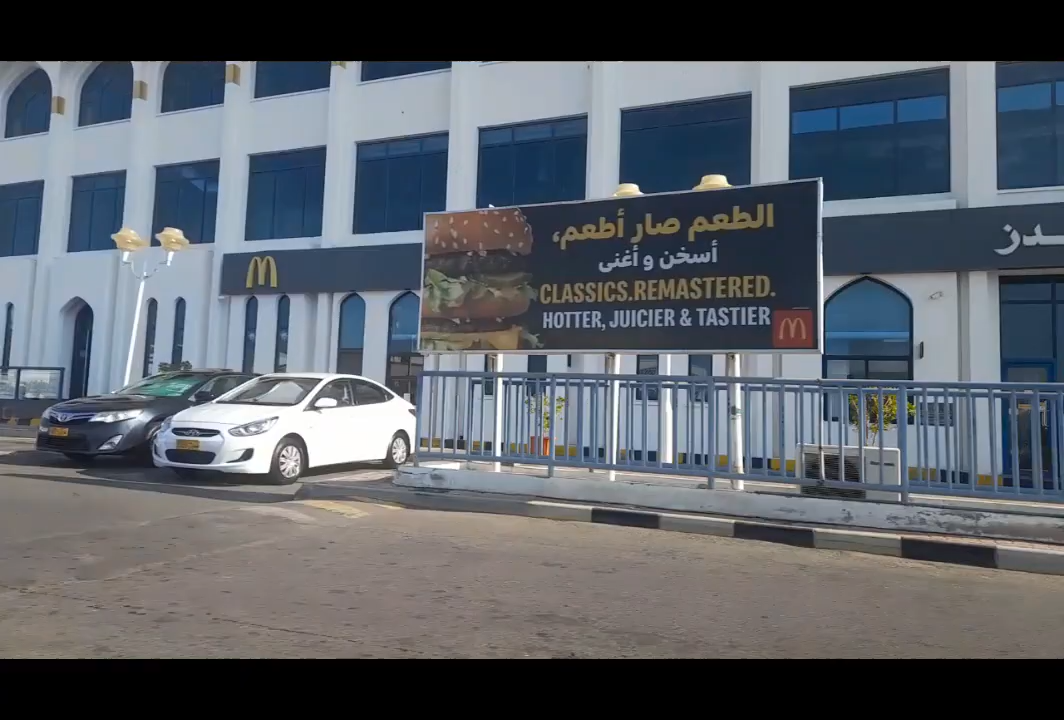 الطعم صار أطعم،
أسخن و أغنى
CLASSICS.REMASTERED.
HOTTER, JUICIER & TASTIER